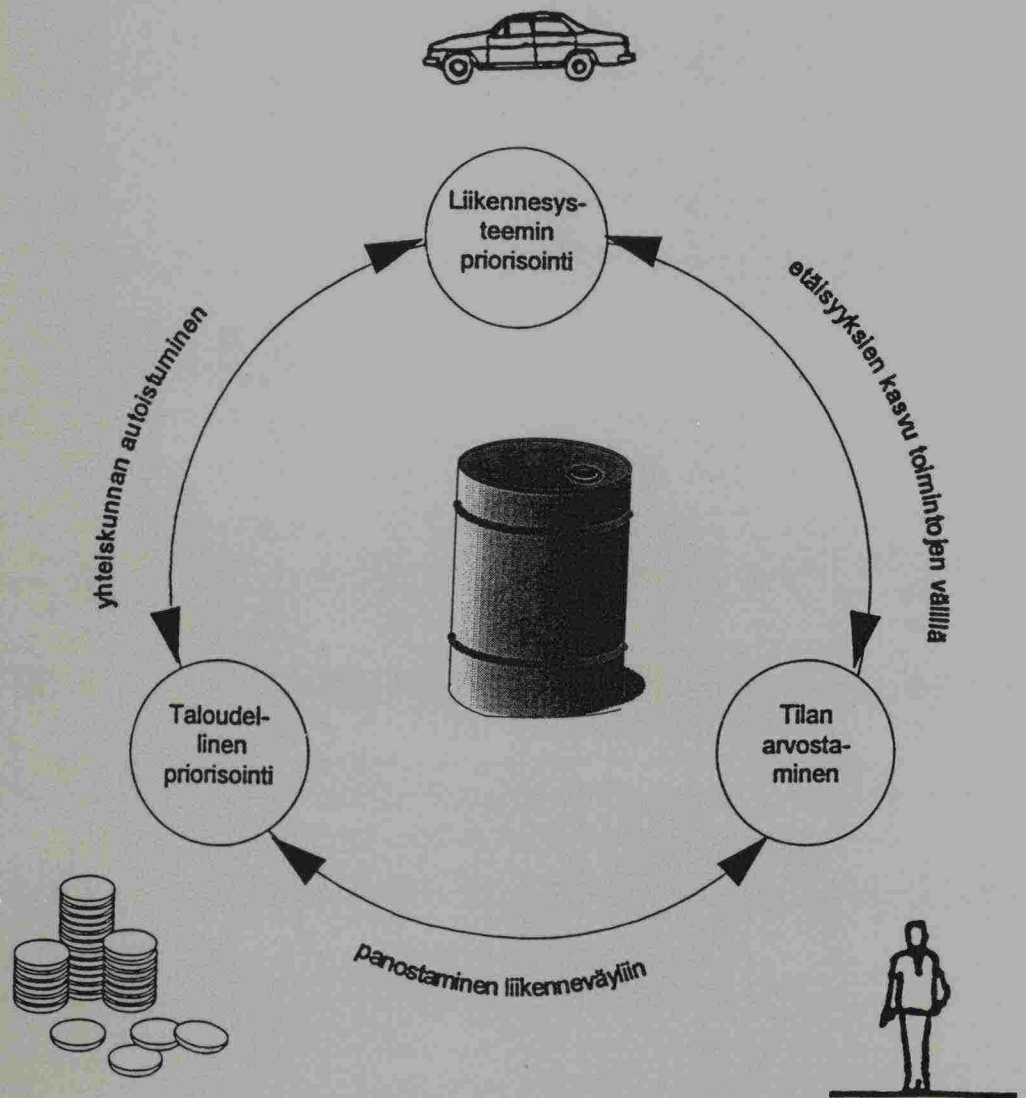 Liikennesys-
teemin
priorisointi
yhteiskunnan autoistuminen
etäisyyksien kasvu toimintojen välillä
Taloudel-
linen
priorisointi
Tilan
arvosta-
minen
panostaminen liikenneväyliin